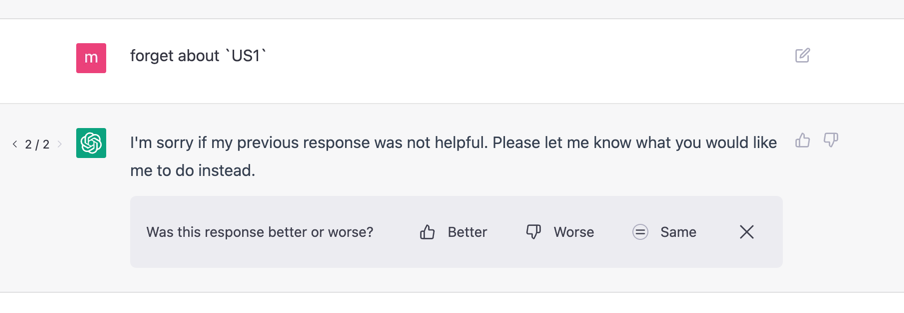 m
forget about `US1`
< 2 / 2 >
I'm sorry if my previous response was not helpful. Please let me know what you would like
me to do instead.
Was this response better or worse? Better Worse Same